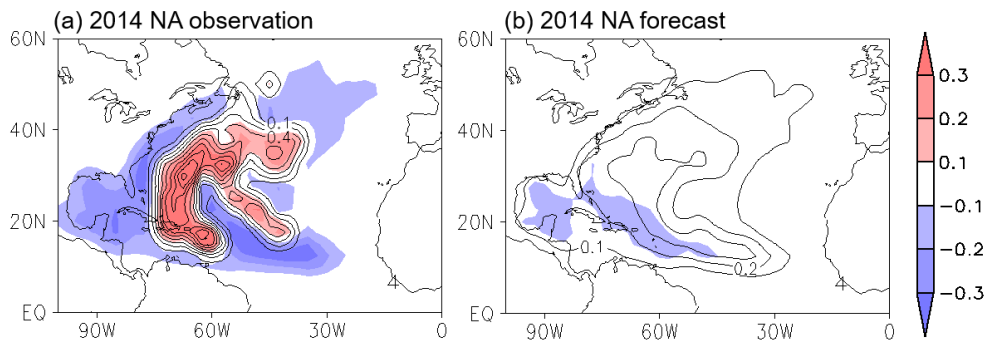 (a) 2014 NA observation
(b) 2014 NA forecast
60N
60N
40N
40N
20N
20N
EQ
EQ
90W
60W
30W
0
90W
60W
30W
0
0.1
0.4
0.1
0.2
0.3
0.2
0.1
−0.1
−0.2
−0.3